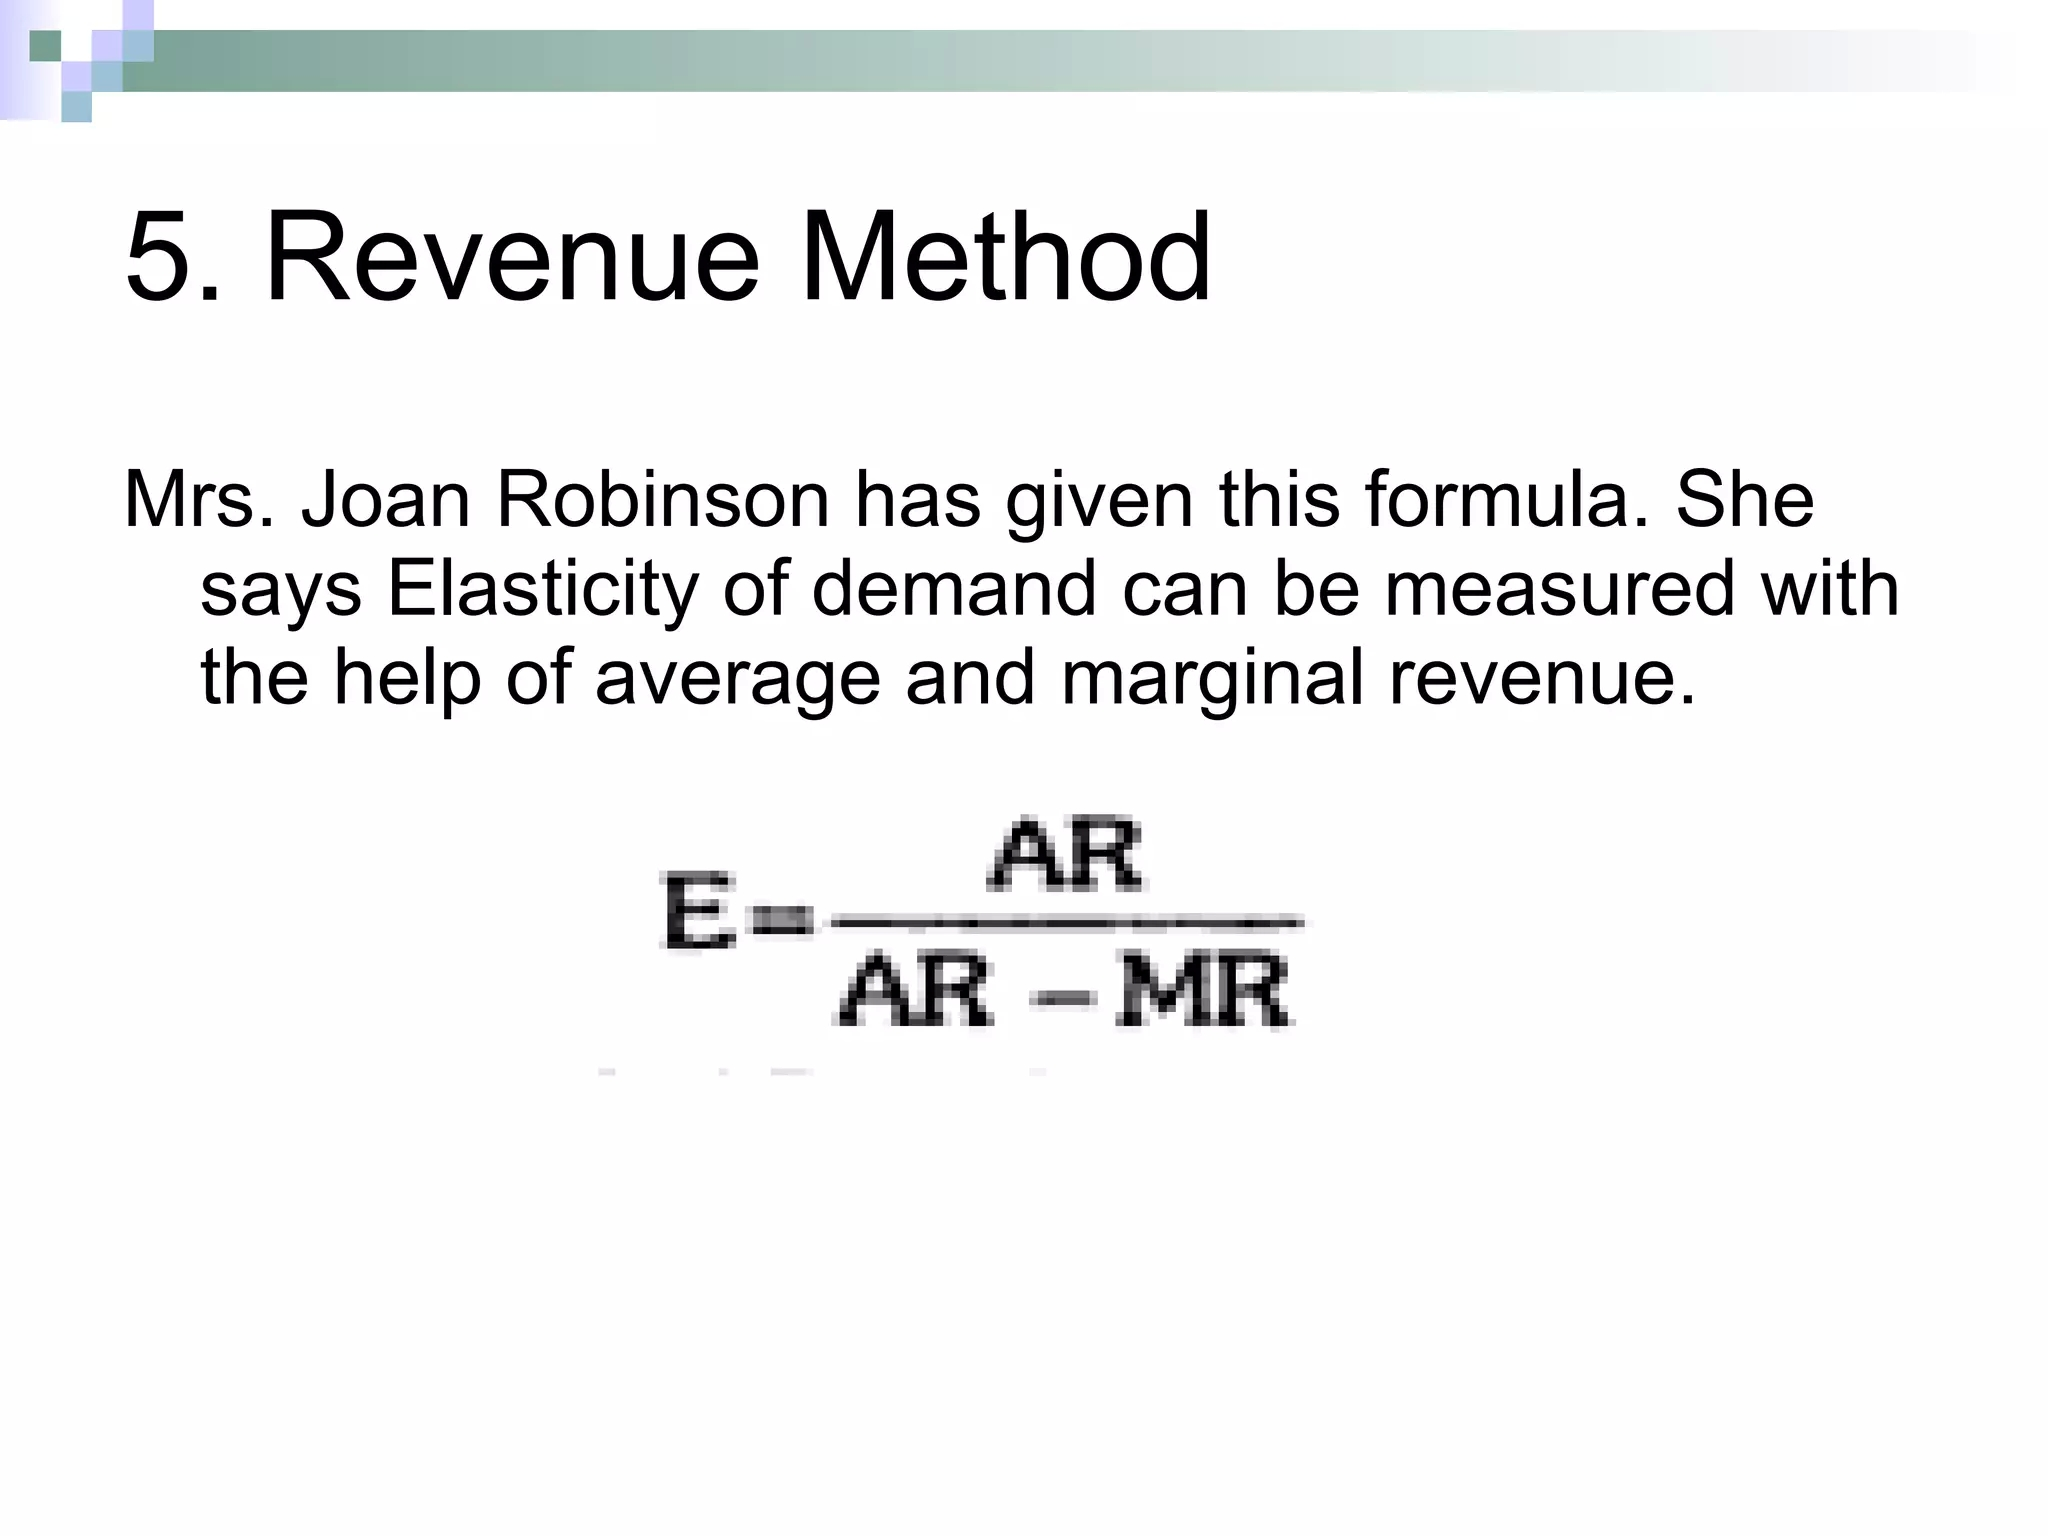 5. Revenue Method
Mrs. Joan Robinson has given this formula. She
says Elasticity of demand can be measured with
the help of average and marginal revenue.
AR
E=
AR – MR